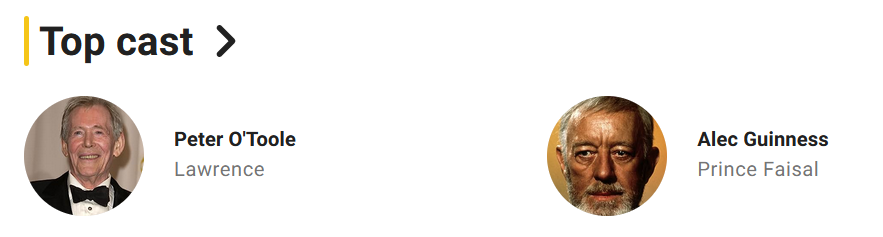 Top cast
Peter O'Toole
Lawrence
Alec Guinness
Prince Faisal